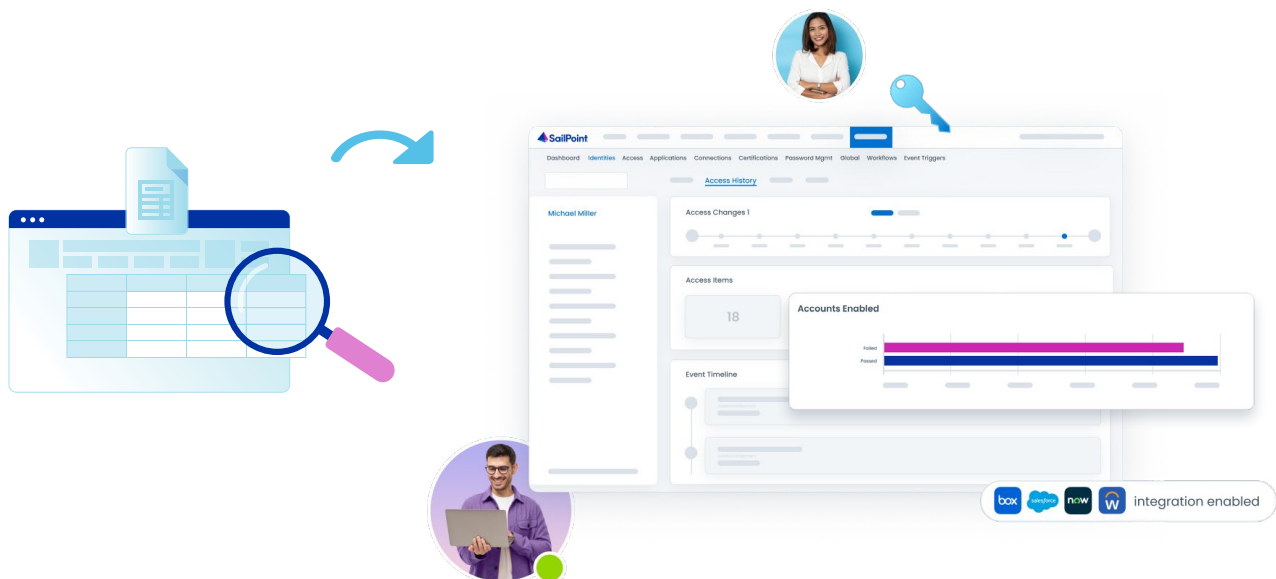 SailPoint
Dashboard Identities Access Applications Connections Certifications Password Mgmt Global Workflows Event Triggers
Access History
Michael Miller
Access Changes 1
Access Items
18
Accounts Enabled
Failed
Passed
Event Timeline
box salesforce now W integration enabled